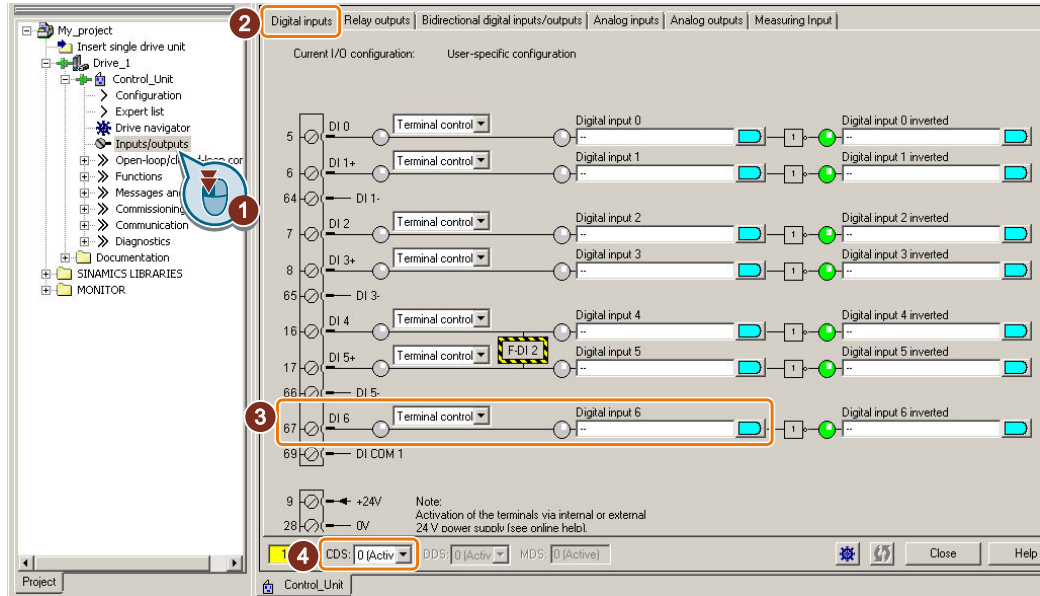 My_project
Insert single drive unit
Drive_1
Control_Unit
Configuration
Expert list
Drive navigator
Inputs/outputs
Open-loop/closed-loop cor
Functions
Messages an
Commissioning
Communication
Diagnostics
Documentation
SINAMICS LIBRARIES
MONITOR
1
Project
2
Digital inputs Relay outputs Bidirectional digital inputs/outputs Analog inputs Analog outputs Measuring Input
Current I/O configuration: User-specific configuration
5 DI 0 Terminal control Digital input 0 -- 1 Digital input 0 inverted --
6 DI 1+ Terminal control Digital input 1 -- 1 Digital input 1 inverted --
64 DI 1-
7 DI 2 Terminal control Digital input 2 -- 1 Digital input 2 inverted --
8 DI 3+ Terminal control Digital input 3 -- 1 Digital input 3 inverted --
65 DI 3-
16 DI 4 Terminal control Digital input 4 -- 1 Digital input 4 inverted --
F-DI 2
17 DI 5+ Terminal control Digital input 5 -- 1 Digital input 5 inverted --
66 DI 5-
3
67 DI 6 Terminal control Digital input 6 -- 1 Digital input 6 inverted --
69 DI COM 1
9 +24V Note:
Activation of the terminals via internal or external
28 0V 24 V power supply (see online help).
1 4 CDS: 0 (Activ DDS: 0 (Activ MDS: 0 (Active) Close Help
Control_Unit